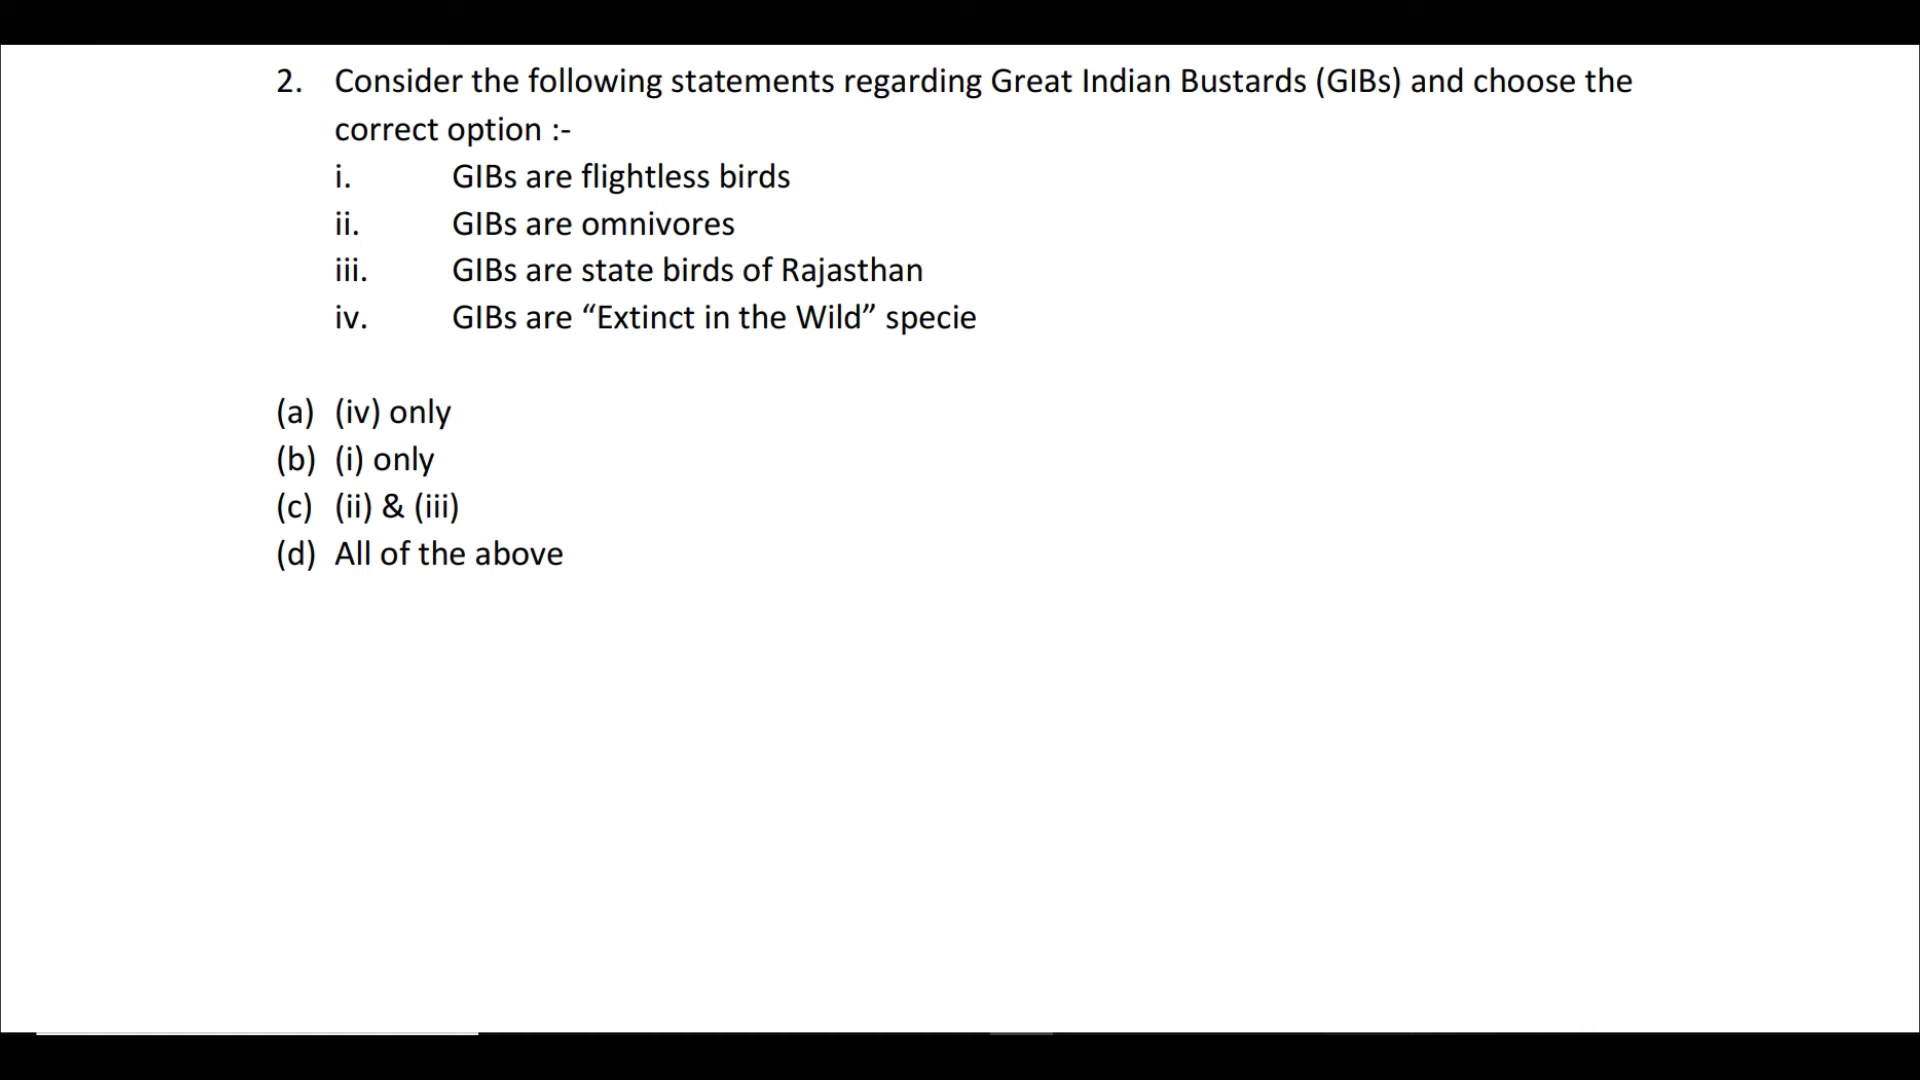 2. Consider the following statements regarding Great Indian Bustards (GIBs) and choose the
correct option :-
i. GIBs are flightless birds
ii. GIBs are omnivores
iii. GIBs are state birds of Rajasthan
iv. GIBs are “Extinct in the Wild” specie
(a) (iv) only
(b) (i) only
(c) (ii) & (iii)
(d) All of the above